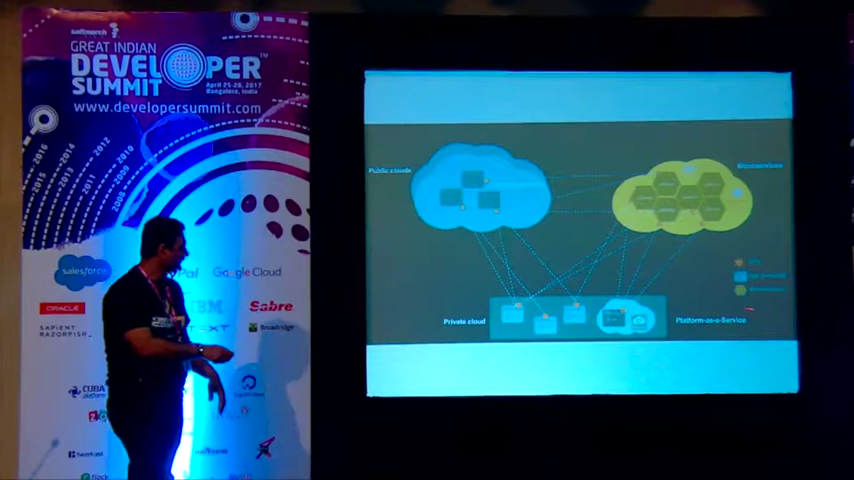 saltmarch
GREAT INDIAN
DEVELOPER
SUMMIT
April 25-28, 2017
Bangalore, India
www.developersummit.com
2016
2015
2014
2013
2012
2011
2010
2009
2008
salesforce
Pal
Google Cloud
ORACLE
IBM
Sabre
SAPIENT
RAZORFISH
TEXT
Broadridge
CUBA
platform
Public clouds
Microservices
Private cloud
Platform-as-a-Service